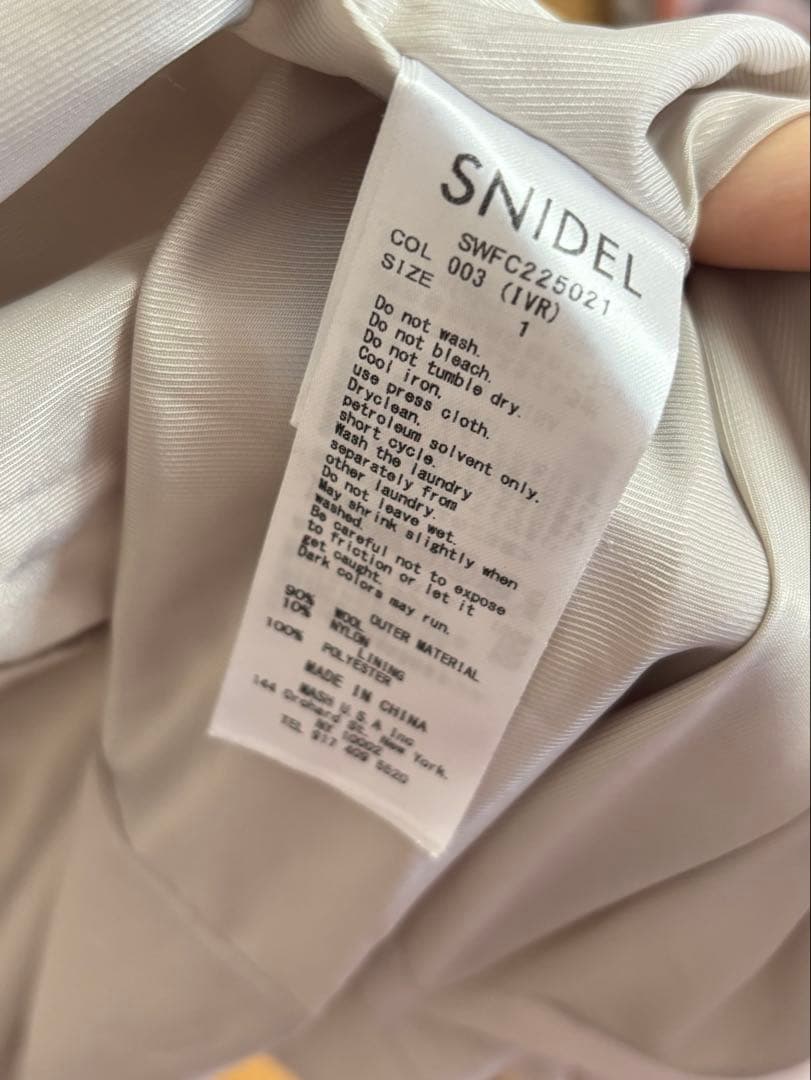 SNIDEL
SWFC225021
COL 003 (IVR)
SIZE 1
Do not wash.
Do not bleach.
Do not tumble dry.
Cool iron.
use press cloth.
Dryclean.
petroleum solvent only.
short cycle.
Wash the laundry
separately from
other laundry.
Do not leave wet.
May shrink slightly when
washed.
Be careful not to expose
to friction or let it
get caught.
Dark colors may run.
OUTER MATERIAL
90% WOOL
10% NYLON
LINING
100% POLYESTER
MADE IN CHINA
MASH U.S.A Inc
144 Orchard St. New York.
NY 10002
TEL 917 409 5520